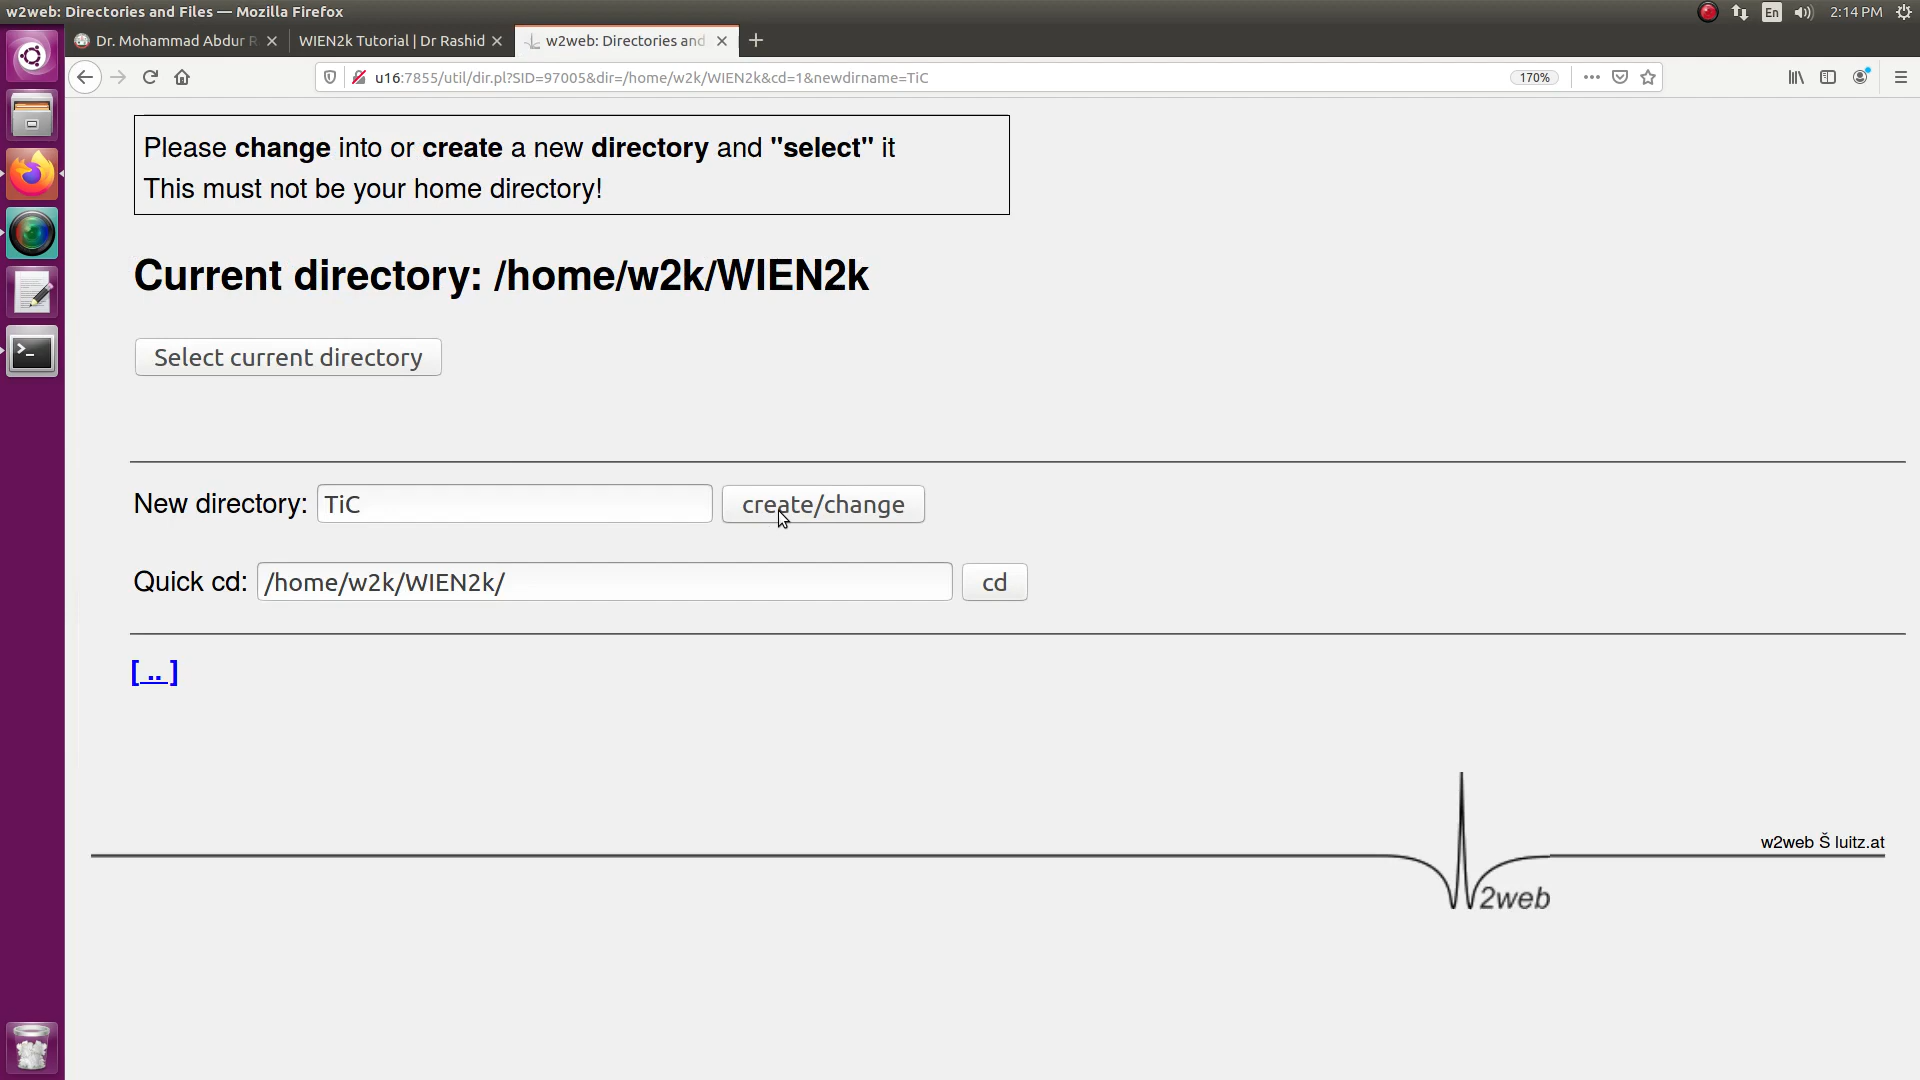 w2web: Directories and Files — Mozilla Firefox
En
2:14 PM
Dr. Mohammad Abdur R
WIEN2k Tutorial | Dr Rashid
w2web: Directories and
u16:7855/util/dir.pl?SID=97005&dir=/home/w2k/WIEN2k&cd=1&newdirname=TiC
170%
Please change into or create a new directory and "select" it
This must not be your home directory!
Current directory: /home/w2k/WIEN2k
Select current directory
New directory: TiC create/change
Quick cd: /home/w2k/WIEN2k/ cd
[ .. ]
w2web Š luitz.at
2web